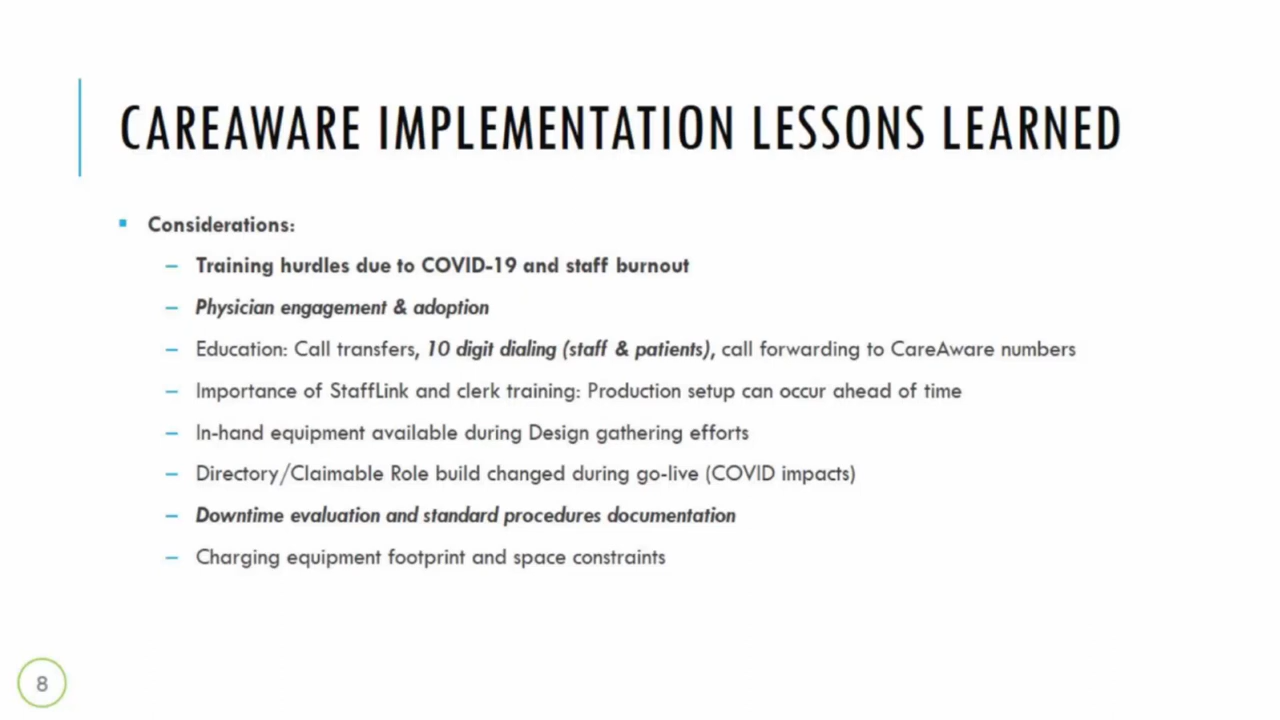 CAREAWARE IMPLEMENTATION LESSONS LEARNED
Considerations:
– Training hurdles due to COVID-19 and staff burnout
– Physician engagement & adoption
– Education: Call transfers, 10 digit dialing (staff & patients), call forwarding to CareAware numbers
– Importance of StaffLink and clerk training: Production setup can occur ahead of time
– In-hand equipment available during Design gathering efforts
– Directory/Claimable Role build changed during go-live (COVID impacts)
– Downtime evaluation and standard procedures documentation
– Charging equipment footprint and space constraints
8